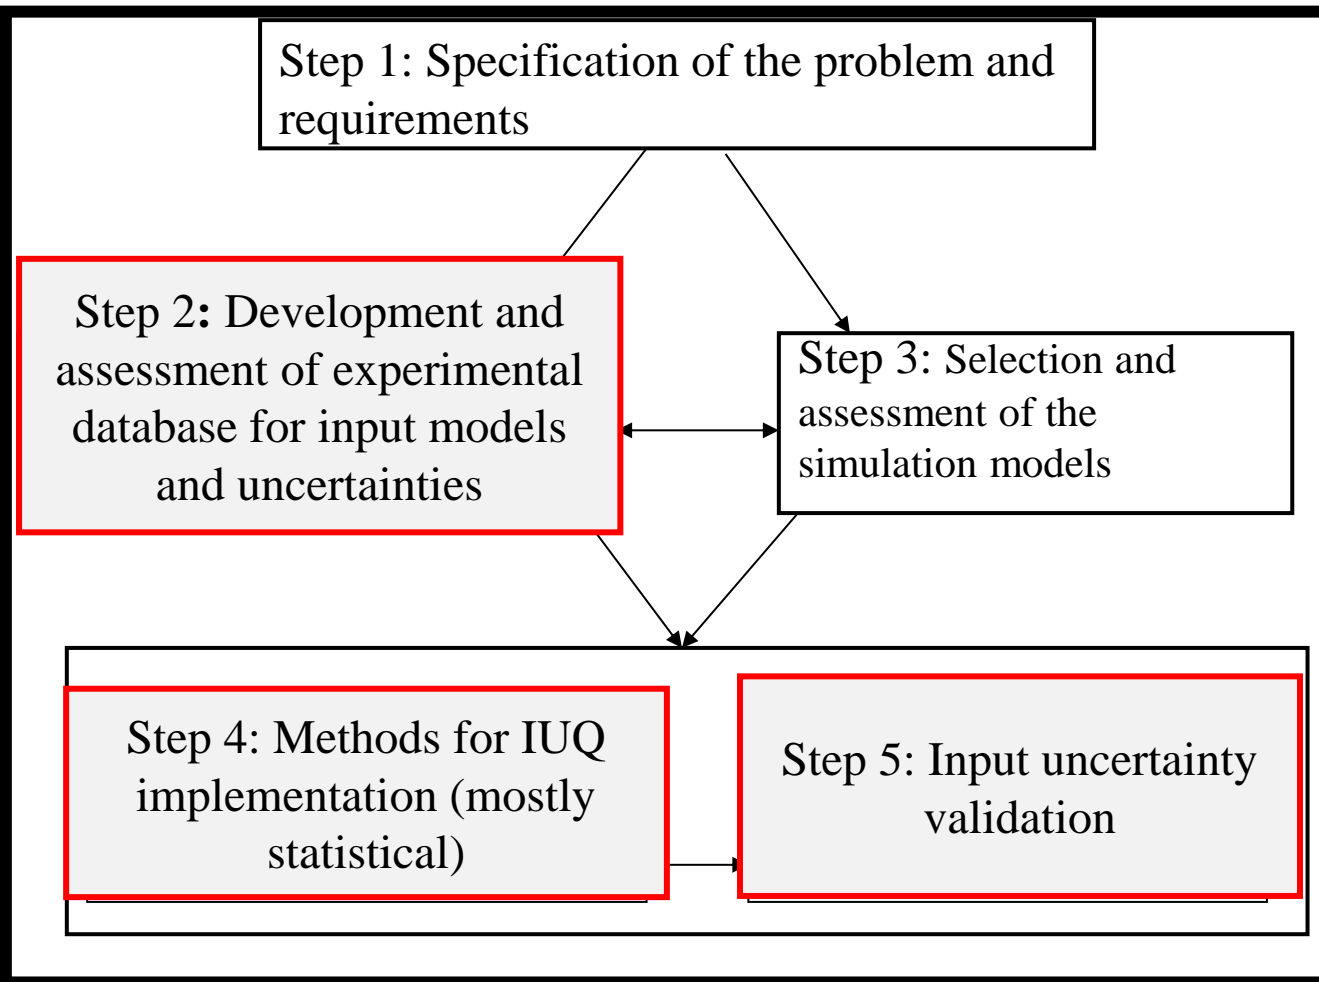 Step 1: Specification of the problem and
requirements
Step 2: Development and
assessment of experimental
database for input models
and uncertainties
Step 3: Selection and
assessment of the
simulation models
Step 4: Methods for IUQ
implementation (mostly
statistical)
Step 5: Input uncertainty
validation